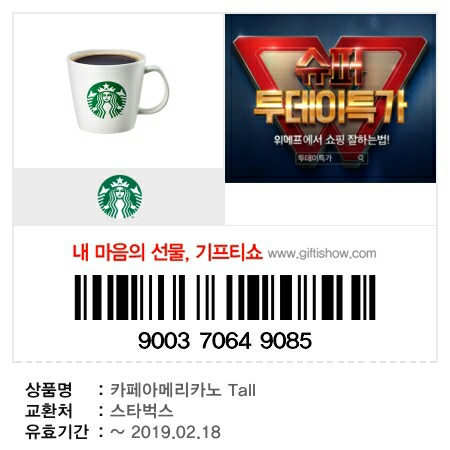 슈퍼
투데이특가
위메프에서 쇼핑 잘하는법!
투데이특가
내 마음의 선물, 기프티쇼 www.giftishow.com
9003 7064 9085
상품명 : 카페아메리카노 Tall
교환처 : 스타벅스
유효기간 : ~ 2019.02.18